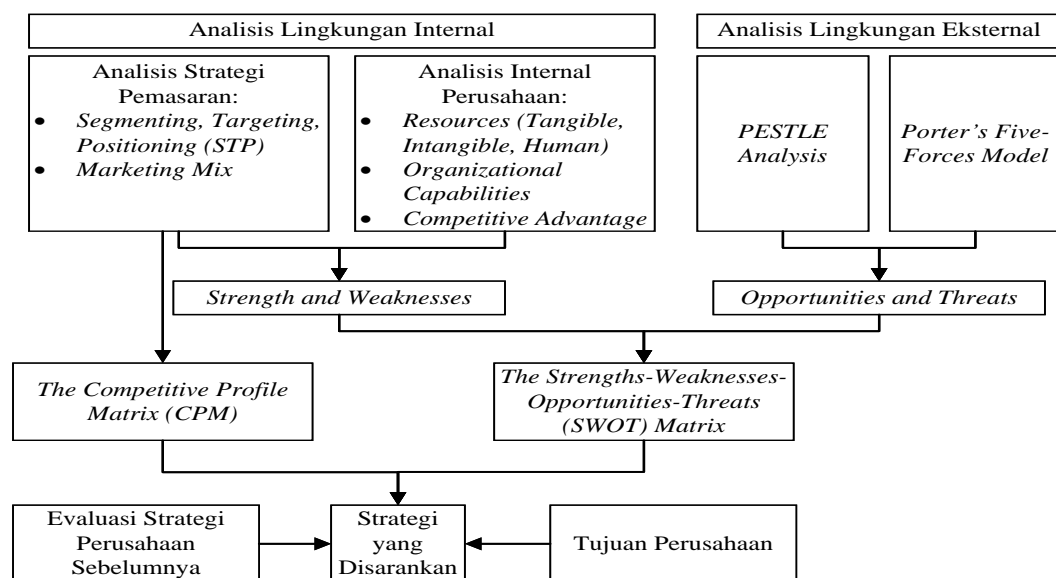 Analisis Lingkungan Internal
Analisis Lingkungan Eksternal
Analisis Strategi
Pemasaran:
• Segmenting, Targeting,
Positioning (STP)
• Marketing Mix
Analisis Internal
Perusahaan:
• Resources (Tangible,
Intangible, Human)
• Organizational
Capabilities
• Competitive Advantage
PESTLE
Analysis
Porter's Five-
Forces Model
Strength and Weaknesses
Opportunities and Threats
The Competitive Profile
Matrix (CPM)
The Strengths-Weaknesses-
Opportunities-Threats
(SWOT) Matrix
Evaluasi Strategi
Perusahaan
Sebelumnya
Strategi
yang
Disarankan
Tujuan Perusahaan